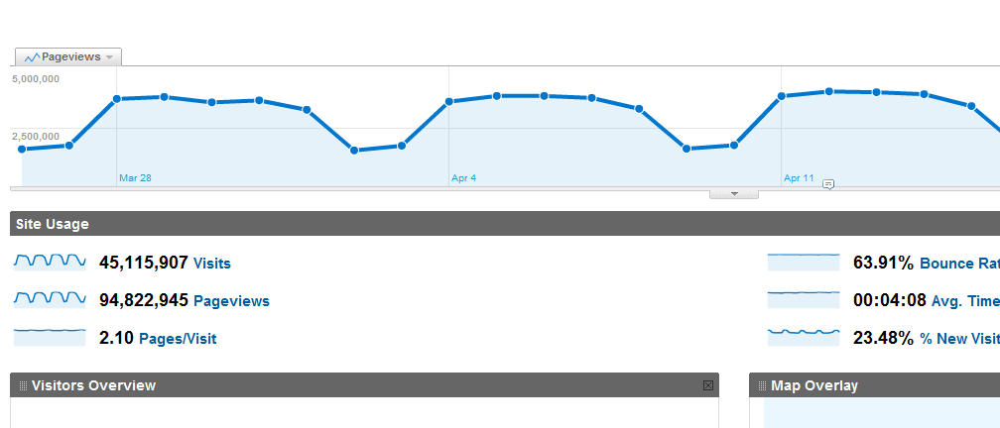 Pageviews
5,000,000
2,500,000
Mar 28
Apr 4
Apr 11
Site Usage
45,115,907 Visits
63.91% Bounce Rat
94,822,945 Pageviews
00:04:08 Avg. Time
2.10 Pages/Visit
23.48% % New Visit
Visitors Overview
Map Overlay